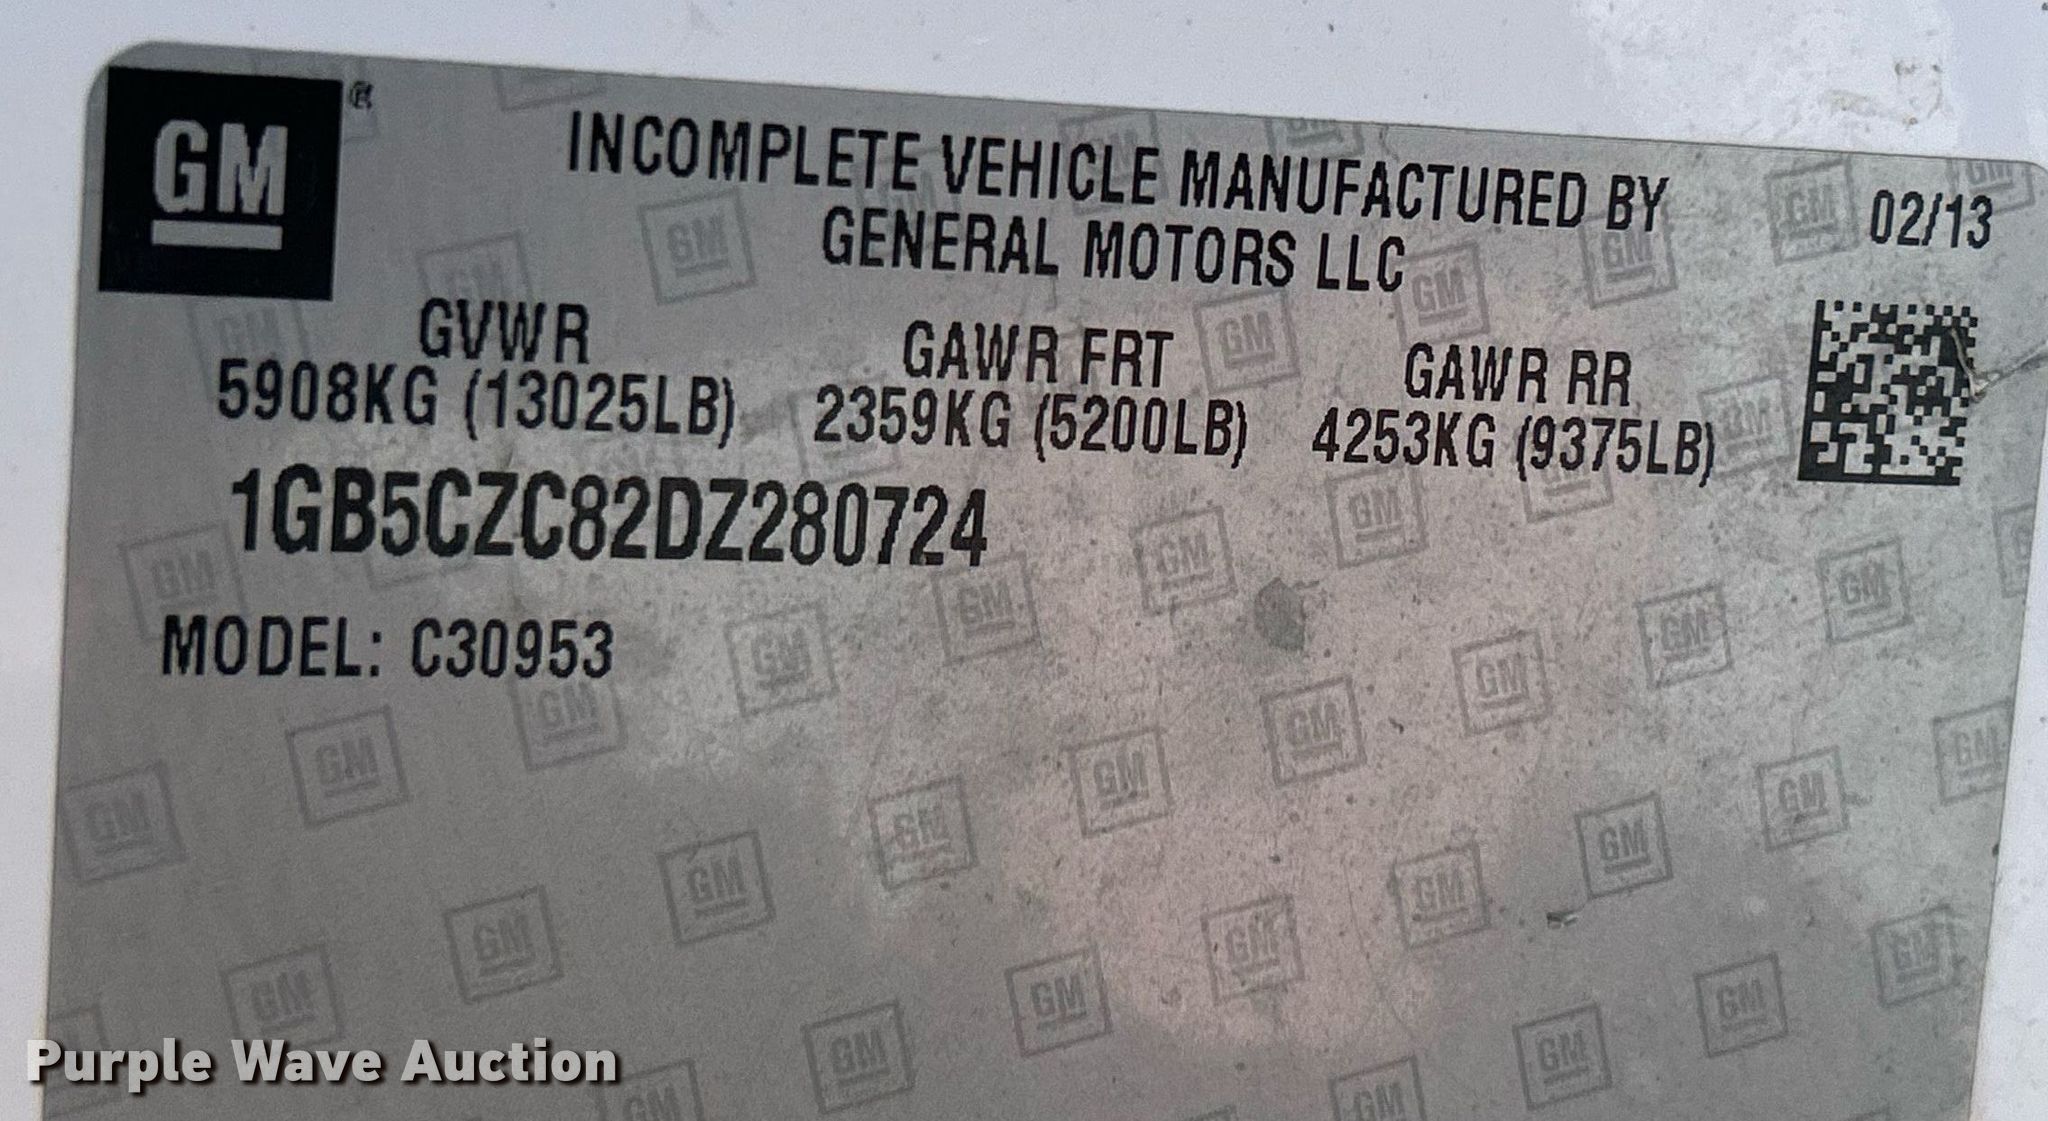 GM ®
INCOMPLETE VEHICLE MANUFACTURED BY
GENERAL MOTORS LLC
02/13
GVWR
5908KG (13025LB)
GAWR FRT
2359KG (5200LB)
GAWR RR
4253KG (9375LB)
1GB5CZC82DZ280724
MODEL: C30953
Purple Wave Auction